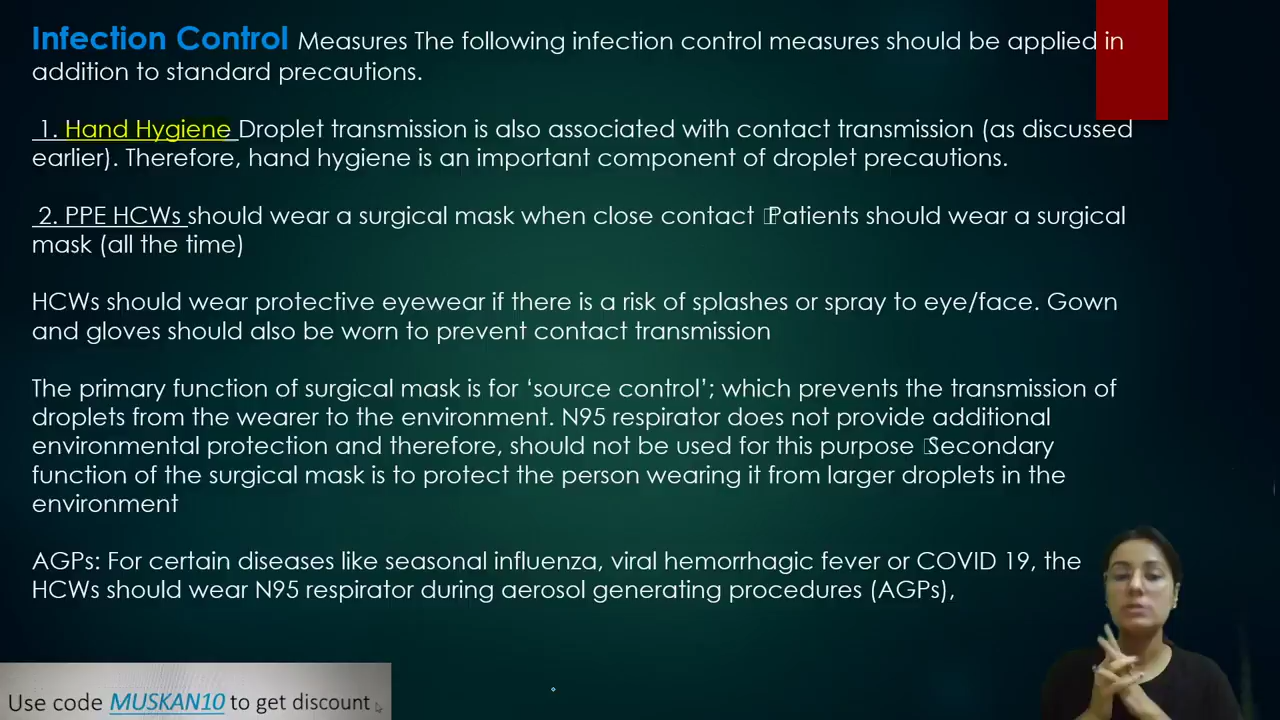 Infection Control Measures The following infection control measures should be applied in
addition to standard precautions.
1. Hand Hygiene Droplet transmission is also associated with contact transmission (as discussed
earlier). Therefore, hand hygiene is an important component of droplet precautions.
2. PPE HCWs should wear a surgical mask when close contact Patients should wear a surgical
mask (all the time)
HCWs should wear protective eyewear if there is a risk of splashes or spray to eye/face. Gown
and gloves should also be worn to prevent contact transmission
The primary function of surgical mask is for ‘source control’; which prevents the transmission of
droplets from the wearer to the environment. N95 respirator does not provide additional
environmental protection and therefore, should not be used for this purpose Secondary
function of the surgical mask is to protect the person wearing it from larger droplets in the
environment
AGPs: For certain diseases like seasonal influenza, viral hemorrhagic fever or COVID 19, the
HCWs should wear N95 respirator during aerosol generating procedures (AGPs),
Use code MUSKAN10 to get discount